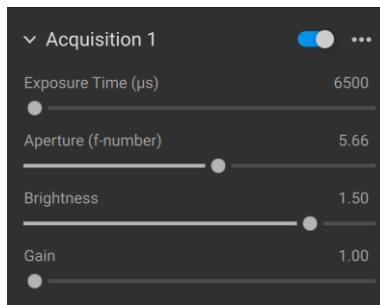 Acquisition 1
Exposure Time (µs) 6500
Aperture (f-number) 5.66
Brightness 1.50
Gain 1.00